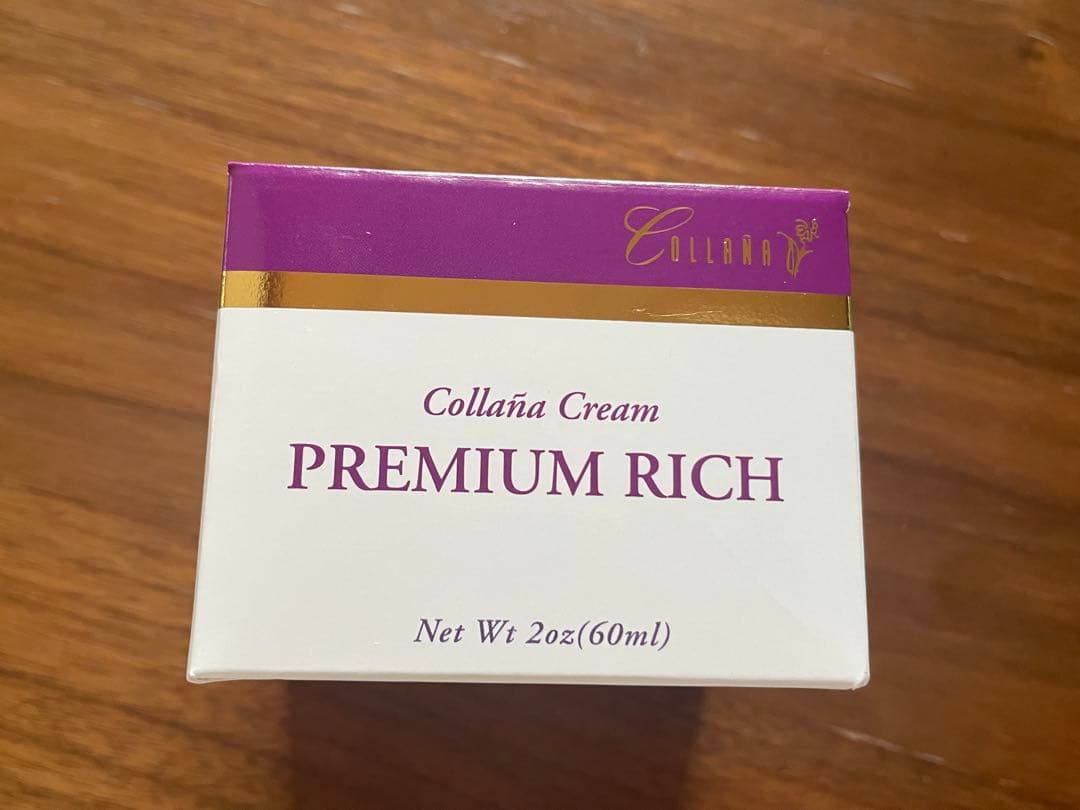 COLLAÑA
Collaña Cream
PREMIUM RICH
Net Wt 2oz(60ml)